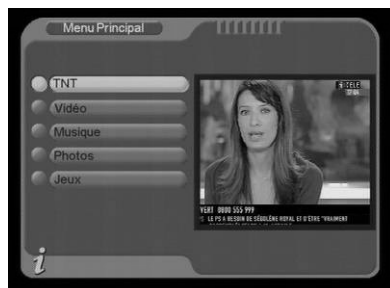 Menu Principal
TNT
Vidéo
Musique
Photos
Jeux
i TELE
VERT 0800 555 999
LE PS A BESOIN DE SÉGOLÈNE ROYAL ET D'ÊTRE "VRAIMENT
i